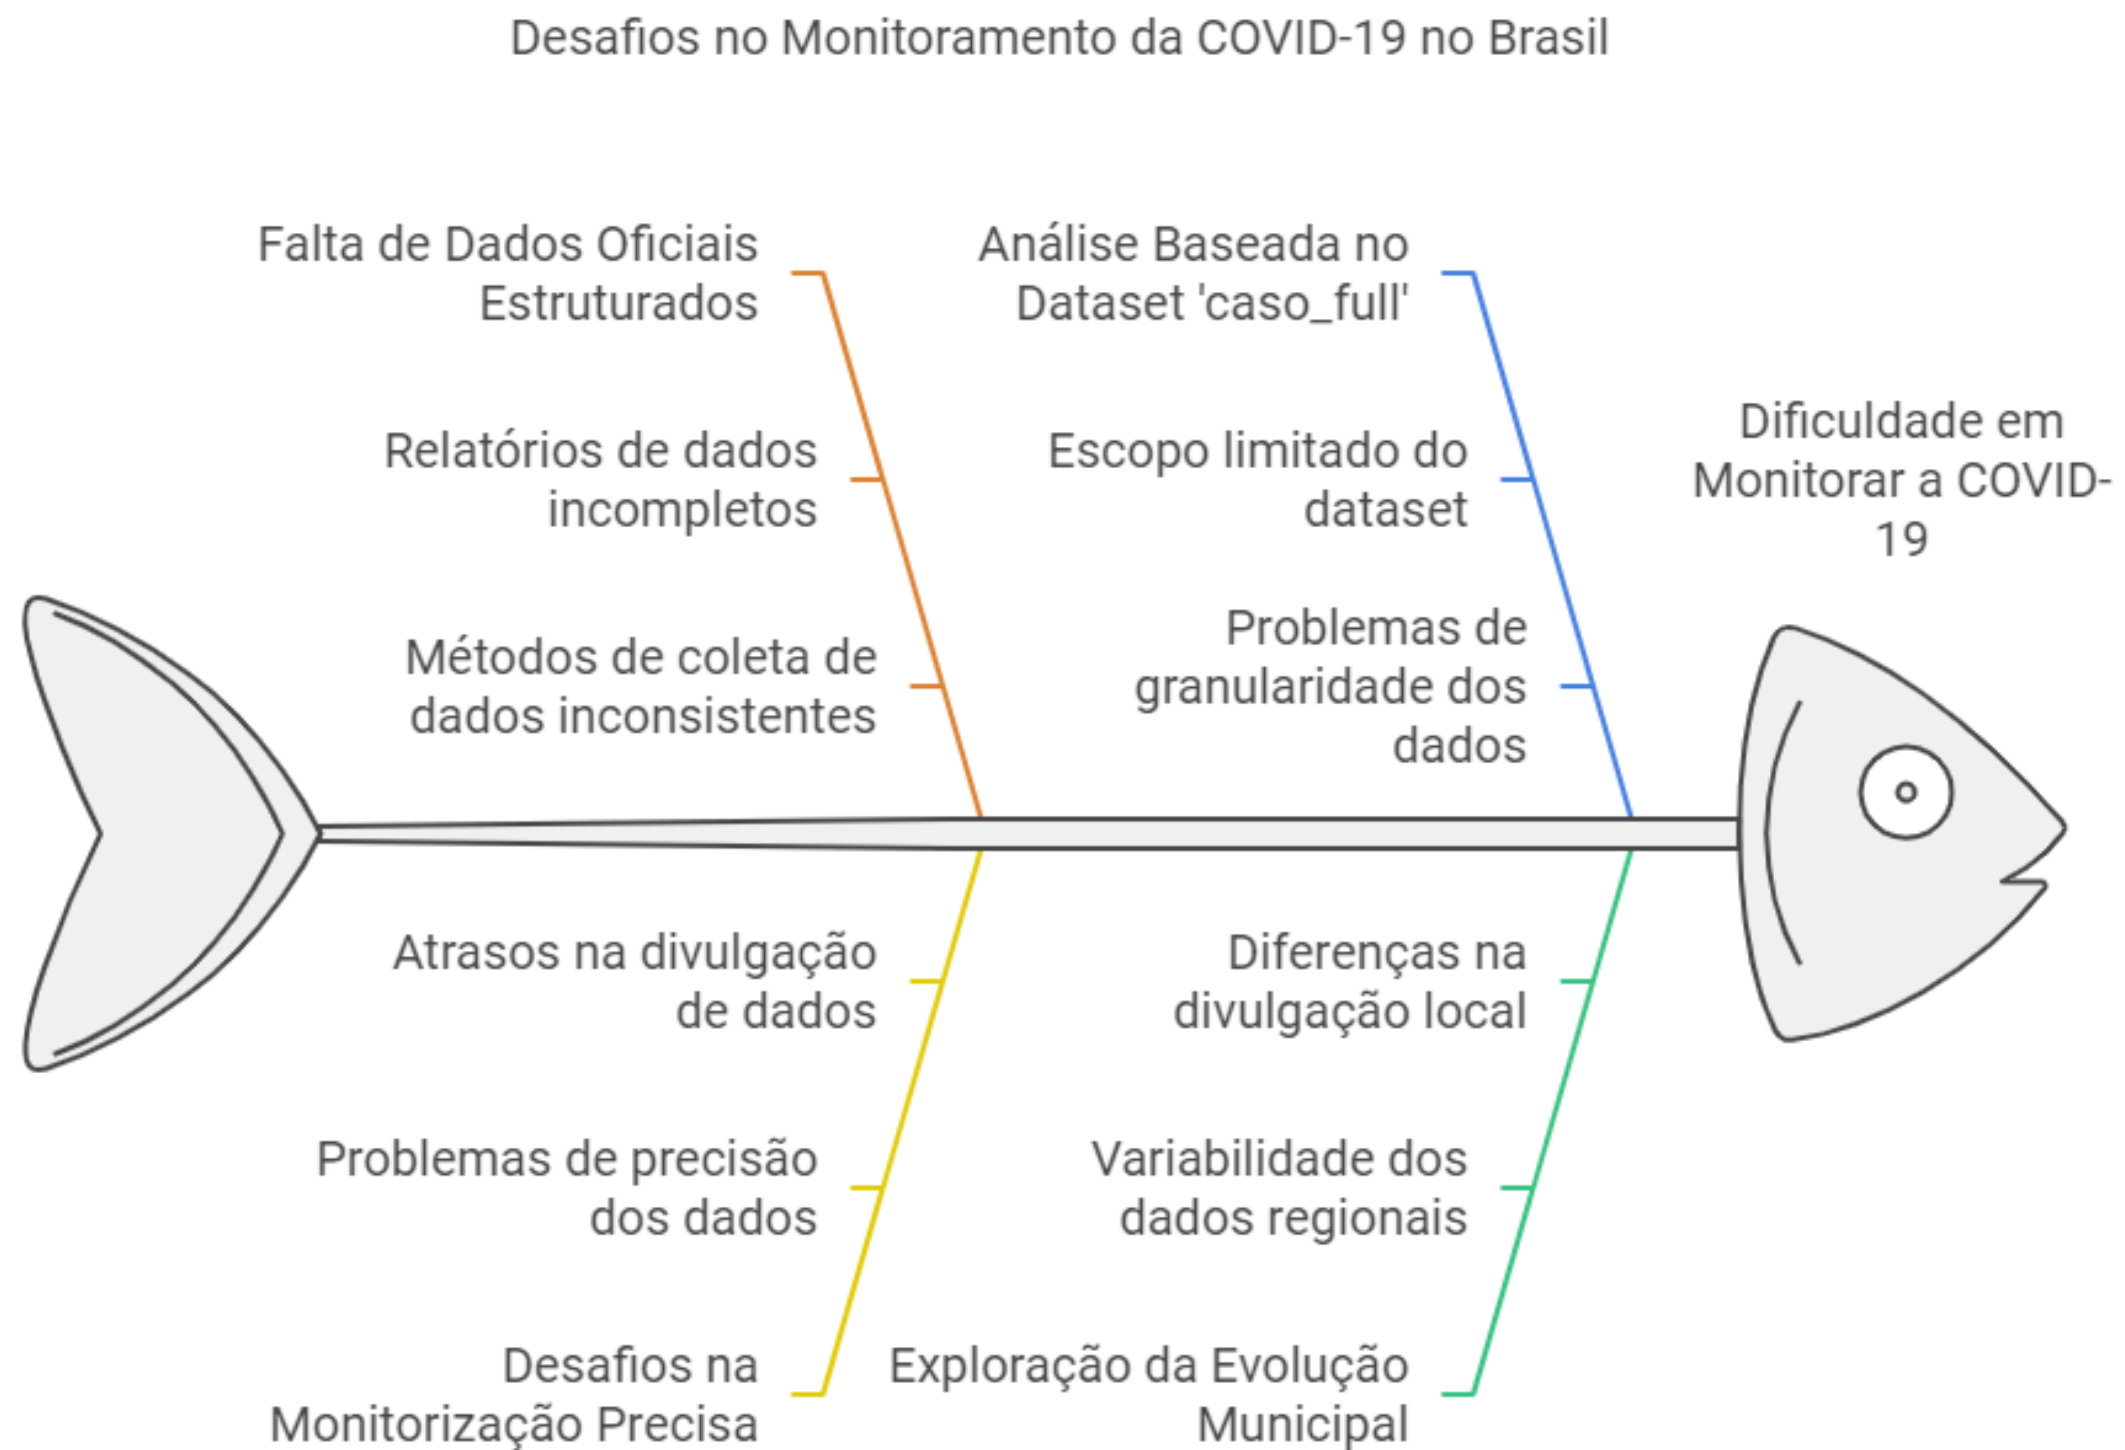 Desafios no Monitoramento da COVID-19 no Brasil
Falta de Dados Oficiais
Estruturados
Relatórios de dados
incompletos
Métodos de coleta de
dados inconsistentes
Análise Baseada no
Dataset 'caso_full'
Escopo limitado do
dataset
Problemas de
granularidade dos
dados
Dificuldade em
Monitorar a COVID-
19
Atrasos na divulgação
de dados
Problemas de precisão
dos dados
Desafios na
Monitorização Precisa
Diferenças na
divulgação local
Variabilidade dos
dados regionais
Exploração da Evolução
Municipal